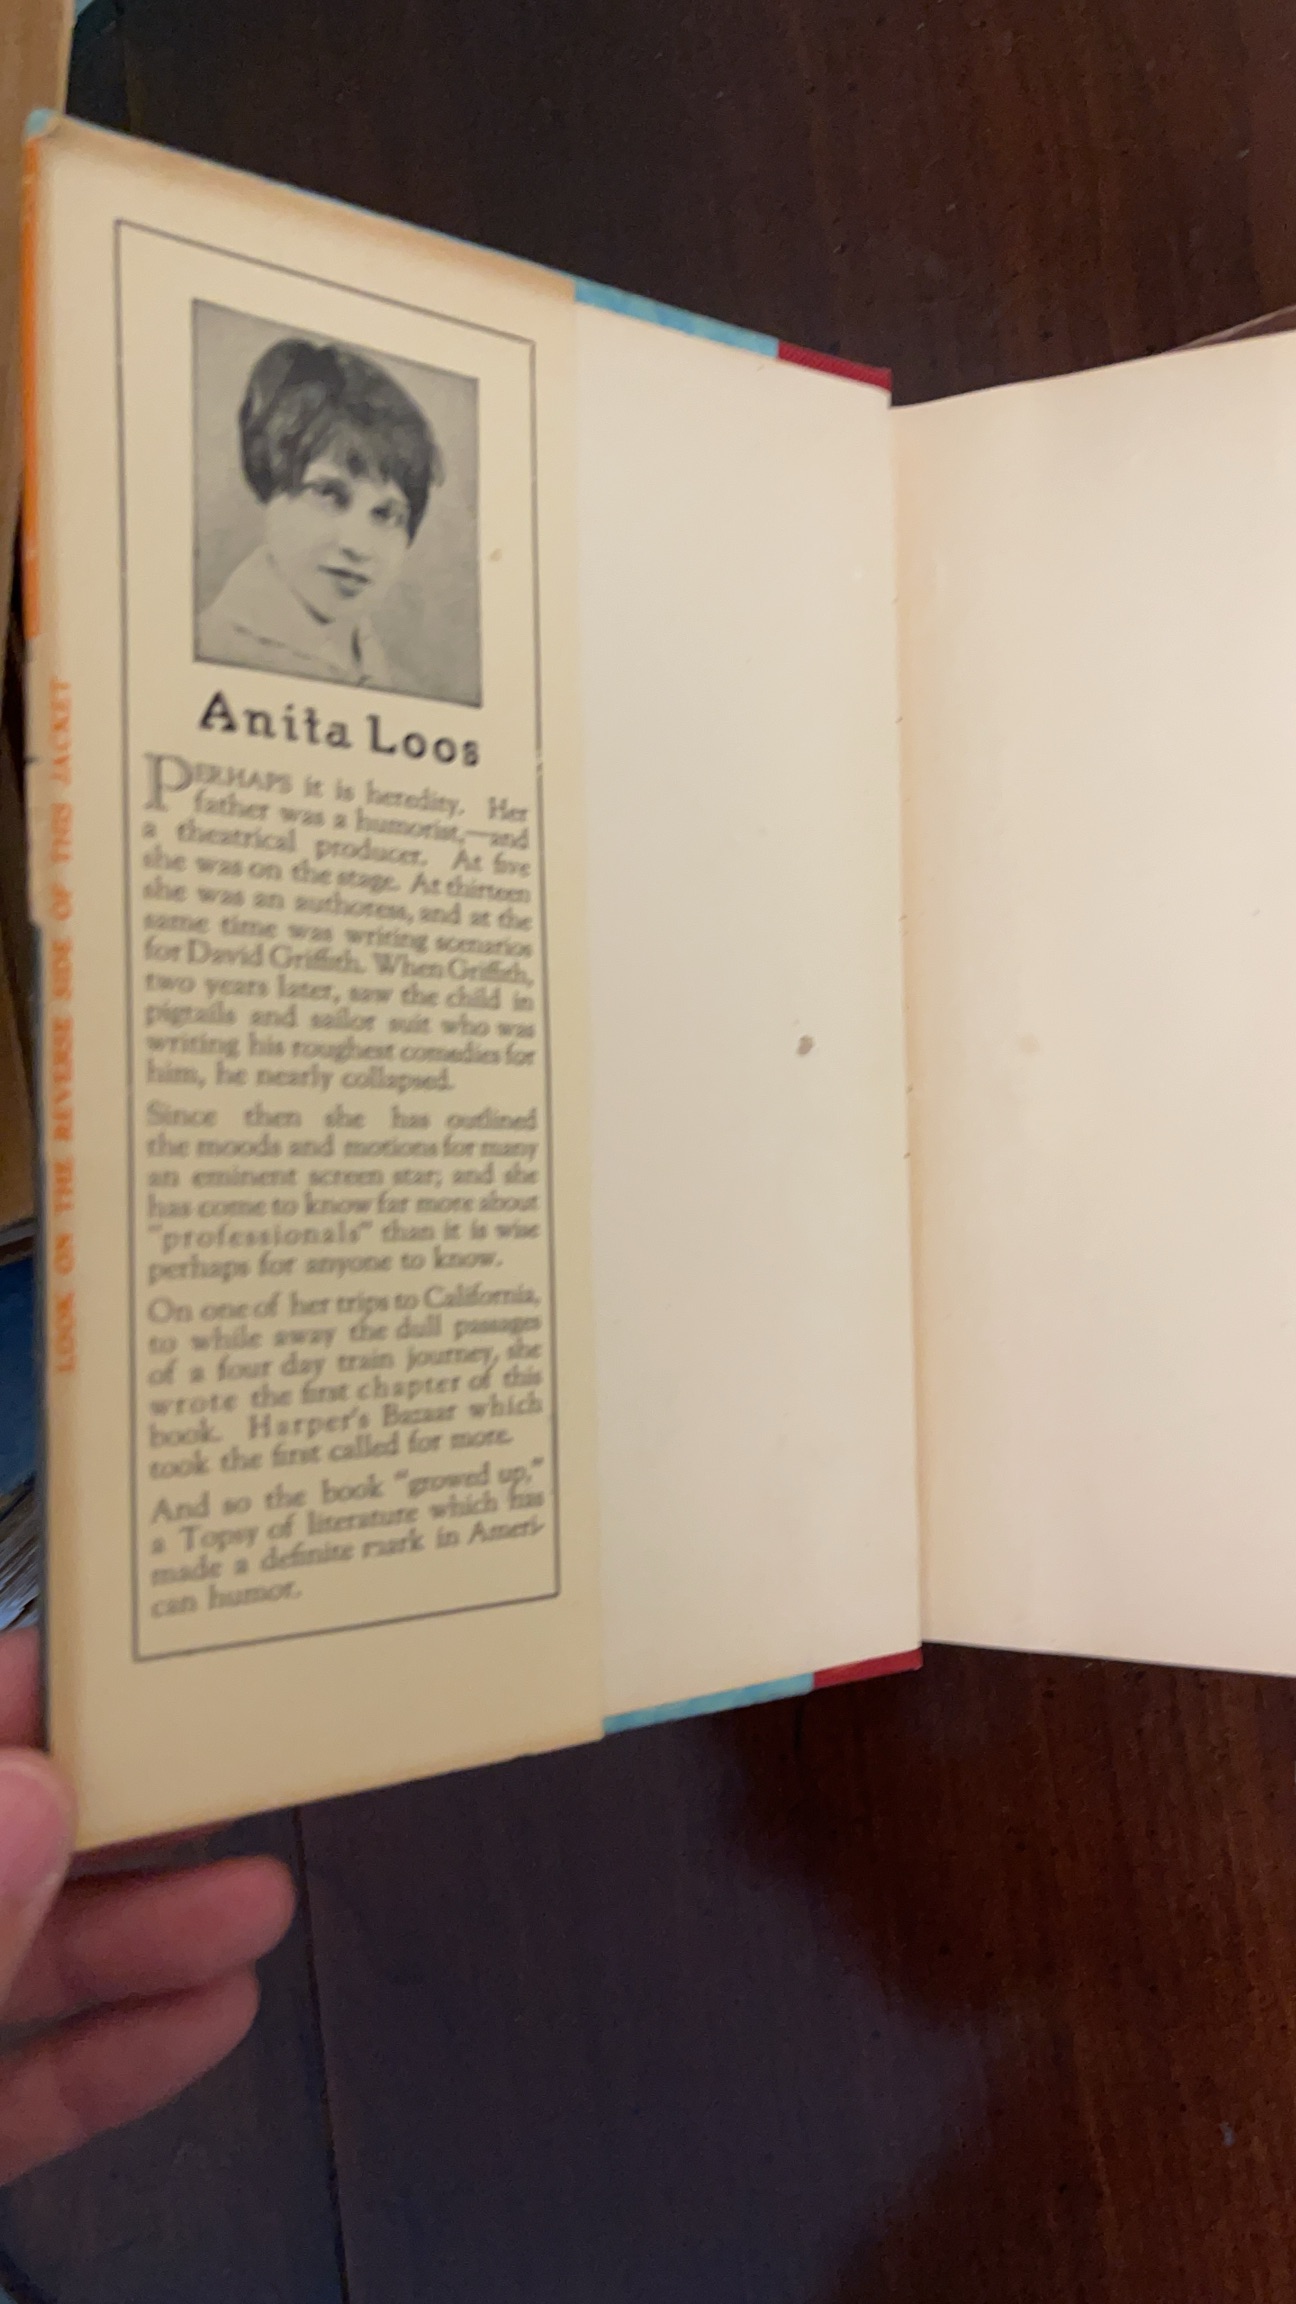 Anita Loos
PERHAPS it is heredity. Her
father was a humorist,—and
a theatrical producer. At five
she was on the stage. At thirteen
she was an authoress, and at the
same time was writing scenarios
for David Griffith. When Griffith,
two years later, saw the child in
pigtails and sailor suit who was
writing his roughest comedies for
him, he nearly collapsed.
Since then she has outlined
the moods and motions for many
an eminent screen star; and she
has come to know far more about
"professionals" than it is wise
perhaps for anyone to know.
On one of her trips to California,
to while away the dull passages
of a four day train journey, she
wrote the first chapter of this
book. Harper's Bazaar which
took the first called for more.
And so the book "growed up,"
a Topsy of literature which has
made a definite mark in Ameri-
can humor.
LOOK ON THE REVERSE SIDE OF THIS JACKET